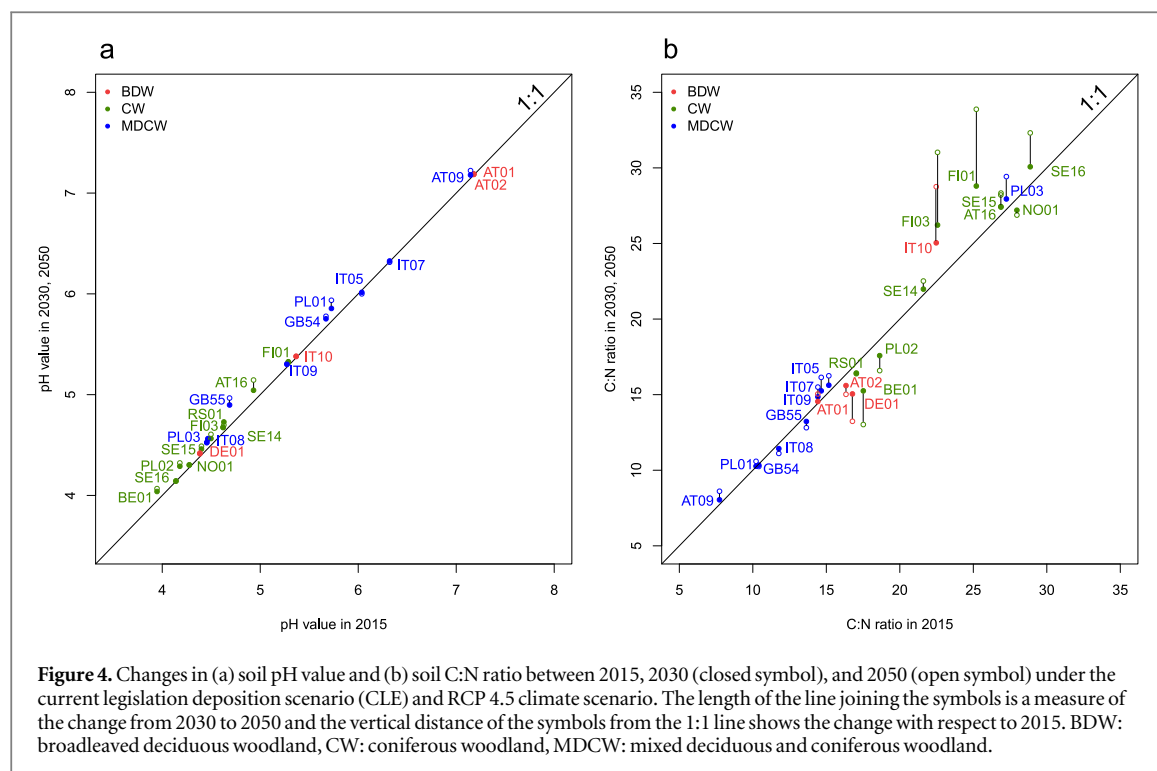 a
b
BDW
CW
MDCW
1:1
AT09
AT01
AT02
IT07
IT05
PL01
GB54
FI01
IT10
IT09
AT16
GB55
RS01
FI03
PL03
IT08
SE14
SE15
DE01
PL02
NO01
SE16
BE01
4
5
6
7
8
4
5
6
7
8
pH value in 2015
pH value in 2030, 2050
BDW
CW
MDCW
1:1
FI01
SE16
PL03
SE15
AT16
NO01
FI03
IT10
SE14
PL02
RS01
IT05
IT07
IT09
AT02
BE01
AT01
DE01
GB55
IT08
PL01
GB54
AT09
5
10
15
20
25
30
35
5
10
15
20
25
30
35
C:N ratio in 2015
C:N ratio in 2030, 2050
Figure 4. Changes in (a) soil pH value and (b) soil C:N ratio between 2015, 2030 (closed symbol), and 2050 (open symbol) under the
current legislation deposition scenario (CLE) and RCP 4.5 climate scenario. The length of the line joining the symbols is a measure of
the change from 2030 to 2050 and the vertical distance of the symbols from the 1:1 line shows the change with respect to 2015. BDW:
broadleaved deciduous woodland, CW: coniferous woodland, MDCW: mixed deciduous and coniferous woodland.